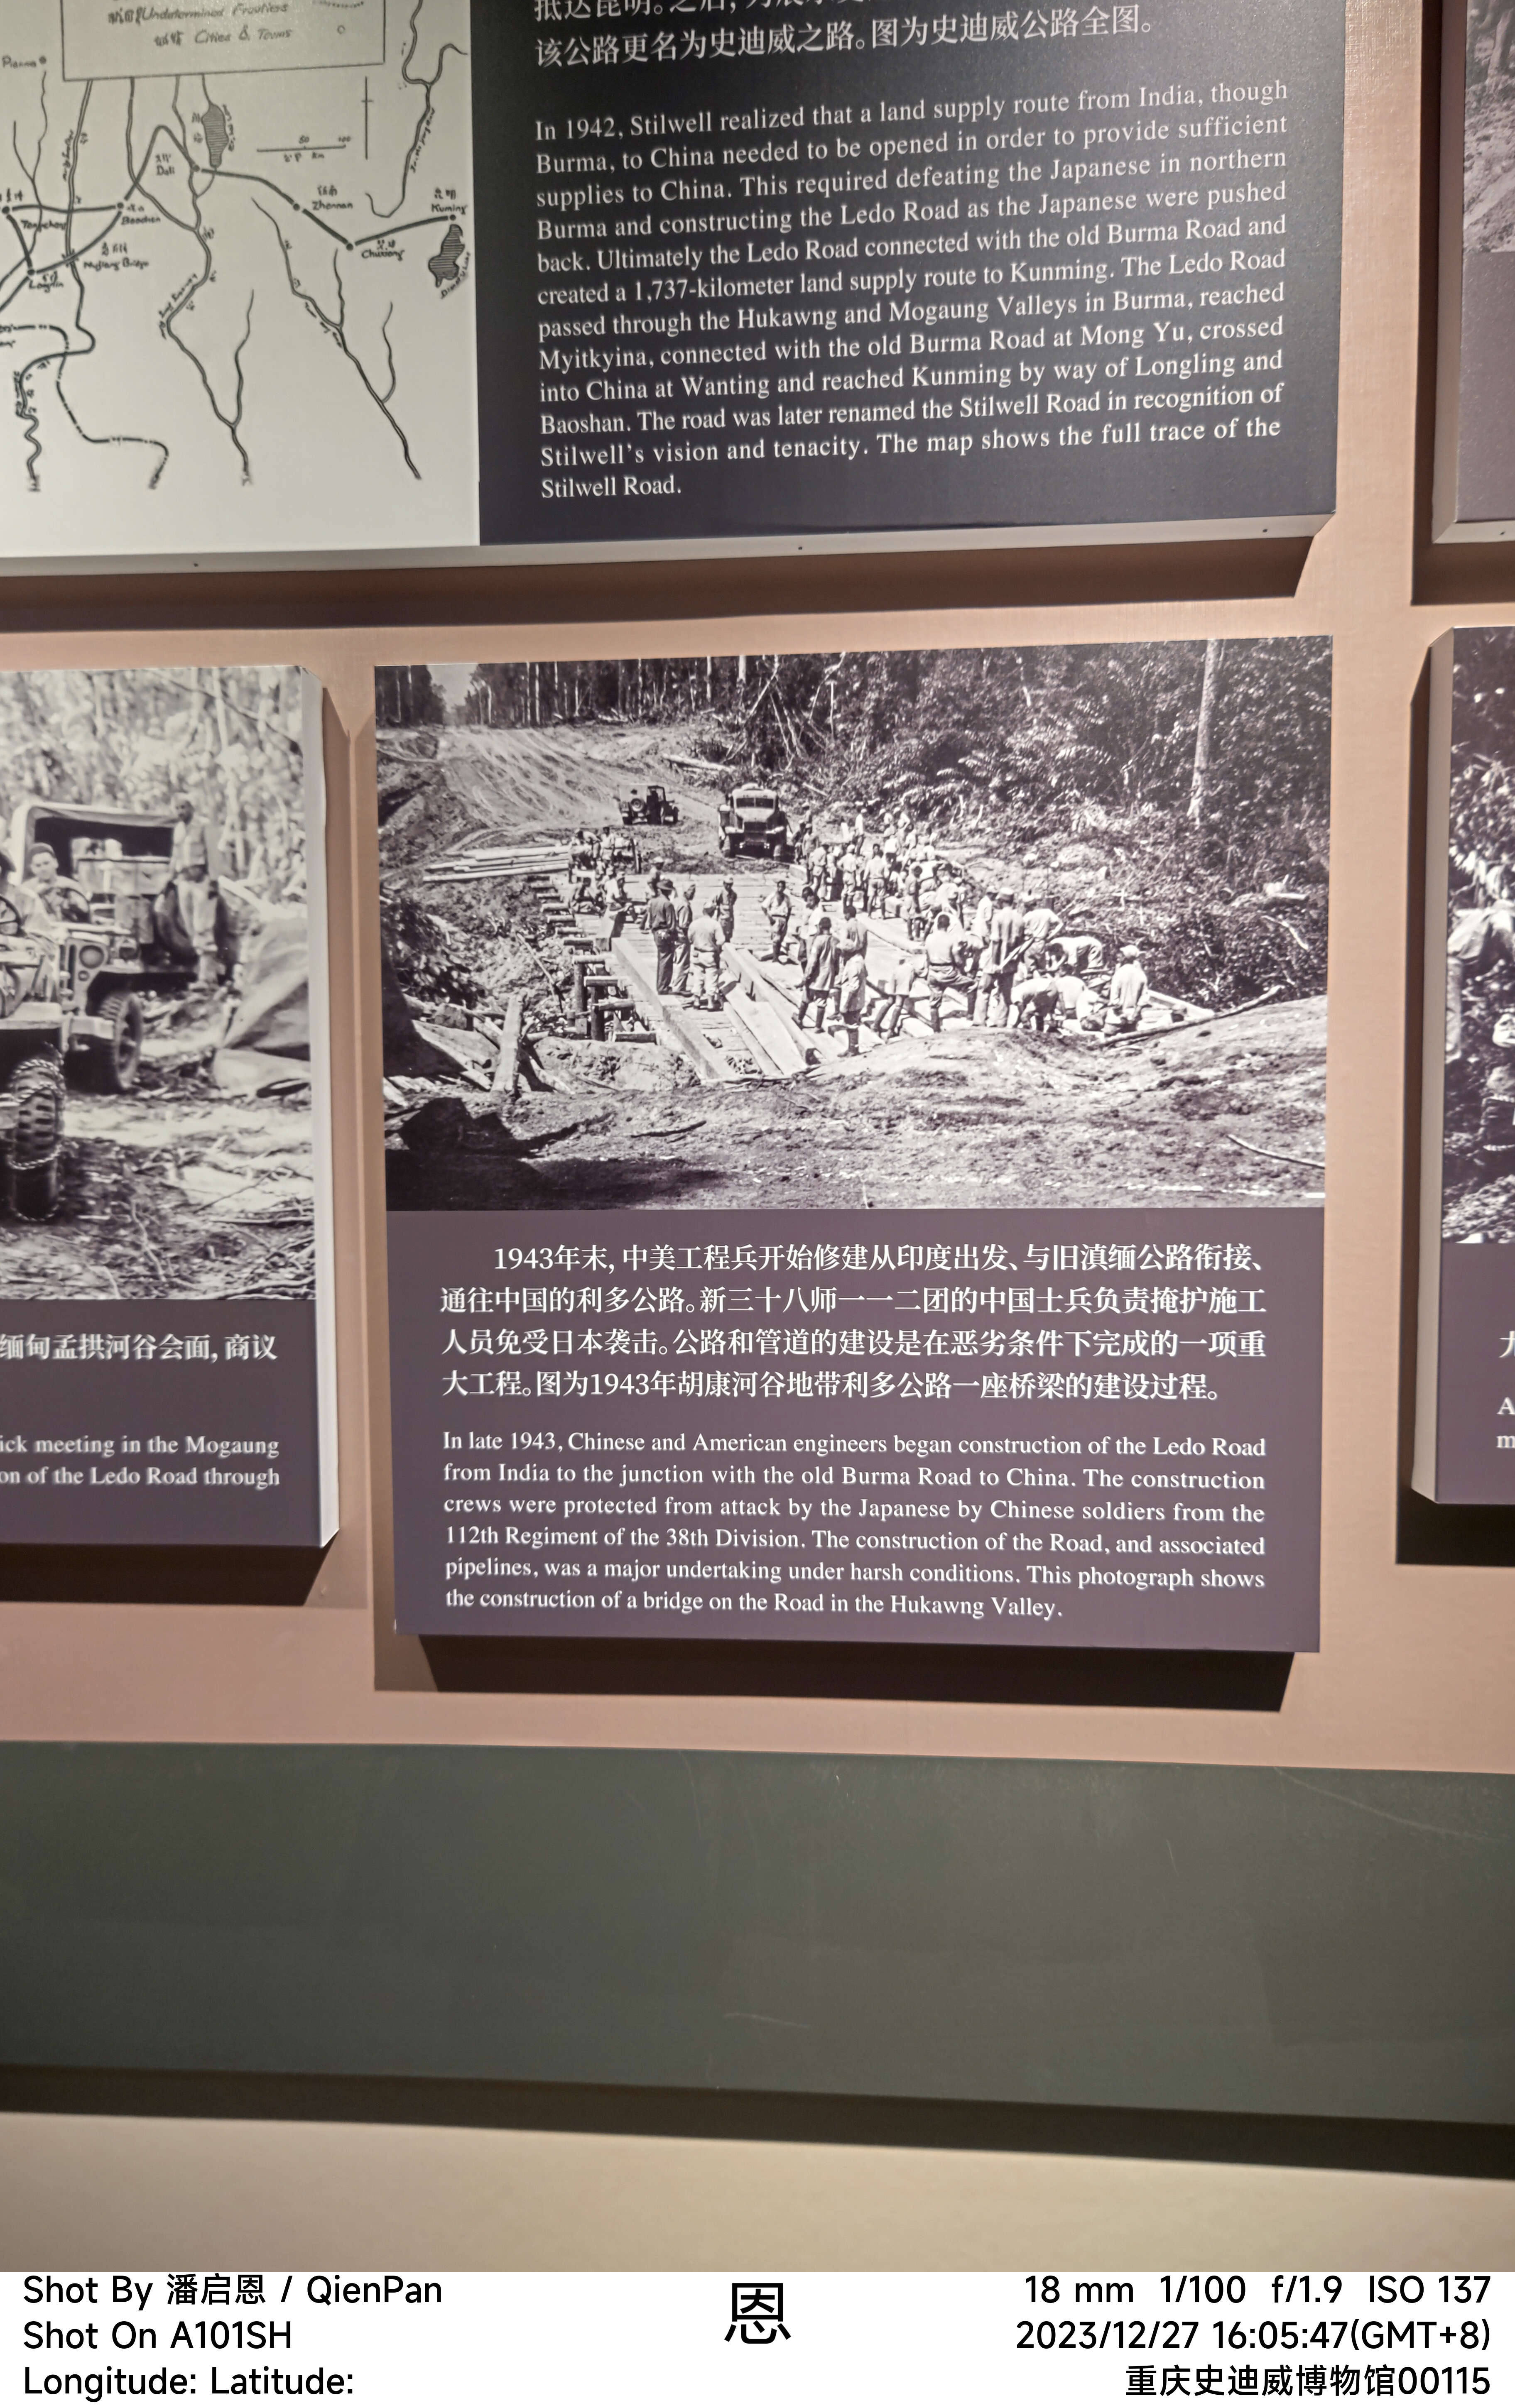 Undetermined Frontiers
Cities & Towns
Dali
Zhennan
昆明
Kunming
Baoshan
Chuxiong
Tengchong
Huitong Bridge
该公路更名为史迪威之路。图为史迪威公路全图。
In 1942, Stilwell realized that a land supply route from India, though
Burma, to China needed to be opened in order to provide sufficient
supplies to China. This required defeating the Japanese in northern
Burma and constructing the Ledo Road as the Japanese were pushed
back. Ultimately the Ledo Road connected with the old Burma Road and
created a 1,737-kilometer land supply route to Kunming. The Ledo Road
passed through the Hukawng and Mogaung Valleys in Burma, reached
Myitkyina, connected with the old Burma Road at Mong Yu, crossed
into China at Wanting and reached Kunming by way of Longling and
Baoshan. The road was later renamed the Stilwell Road in recognition of
Stilwell's vision and tenacity. The map shows the full trace of the
Stilwell Road.
缅甸孟拱河谷会面，商议
ick meeting in the Mogaung
on of the Ledo Road through
1943年末，中美工程兵开始修建从印度出发、与旧滇缅公路衔接、
通往中国的利多公路。新三十八师一一二团的中国士兵负责掩护施工
人员免受日本袭击。公路和管道的建设是在恶劣条件下完成的一项重
大工程。图为1943年胡康河谷地带利多公路一座桥梁的建设过程。
In late 1943, Chinese and American engineers began construction of the Ledo Road
from India to the junction with the old Burma Road to China. The construction
crews were protected from attack by the Japanese by Chinese soldiers from the
112th Regiment of the 38th Division. The construction of the Road, and associated
pipelines, was a major undertaking under harsh conditions. This photograph shows
the construction of a bridge on the Road in the Hukawng Valley.
Shot By 潘启恩 / QienPan
Shot On A101SH
Longitude: Latitude:
恩
18 mm 1/100 f/1.9 ISO 137
2023/12/27 16:05:47(GMT+8)
重庆史迪威博物馆00115